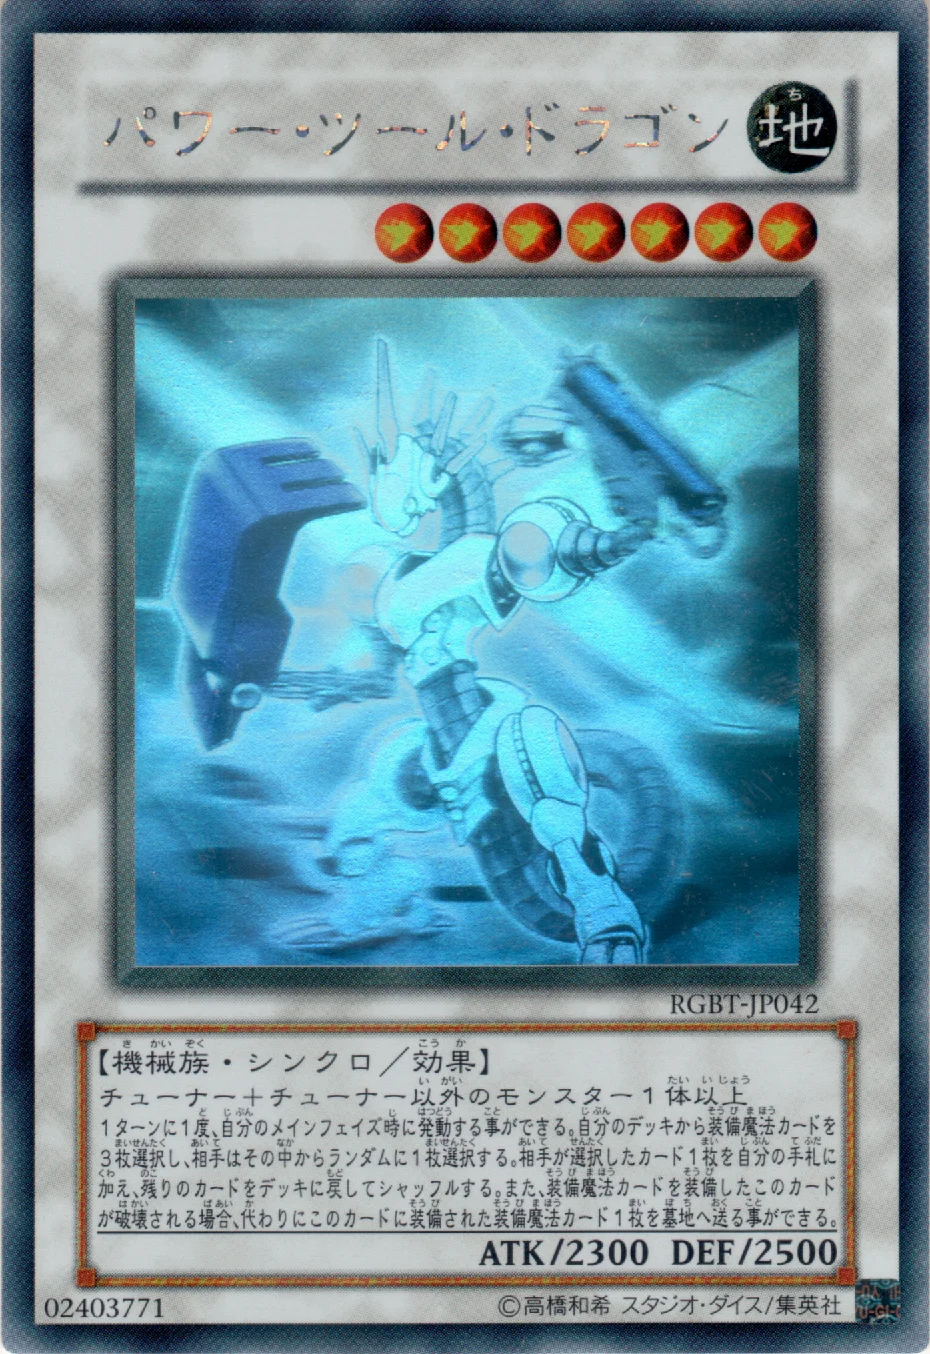 パワー・ツール・ドラゴン
地
RGBT-JP042
【機械族・シンクロ／効果】
チューナー＋チューナー以外のモンスター１体以上
１ターンに１度、自分のメインフェイズ時に発動する事ができる。自分のデッキから装備魔法カードを
３枚選択し、相手はその中からランダムに１枚選択する。相手が選択したカード１枚を自分の手札に
加え、残りのカードをデッキに戻してシャッフルする。また、装備魔法カードを装備したこのカード
が破壊される場合、代わりにこのカードに装備された装備魔法カード１枚を墓地へ送る事ができる。
ATK/2300 DEF/2500
02403771
©高橋和希 スタジオ・ダイス/集英社